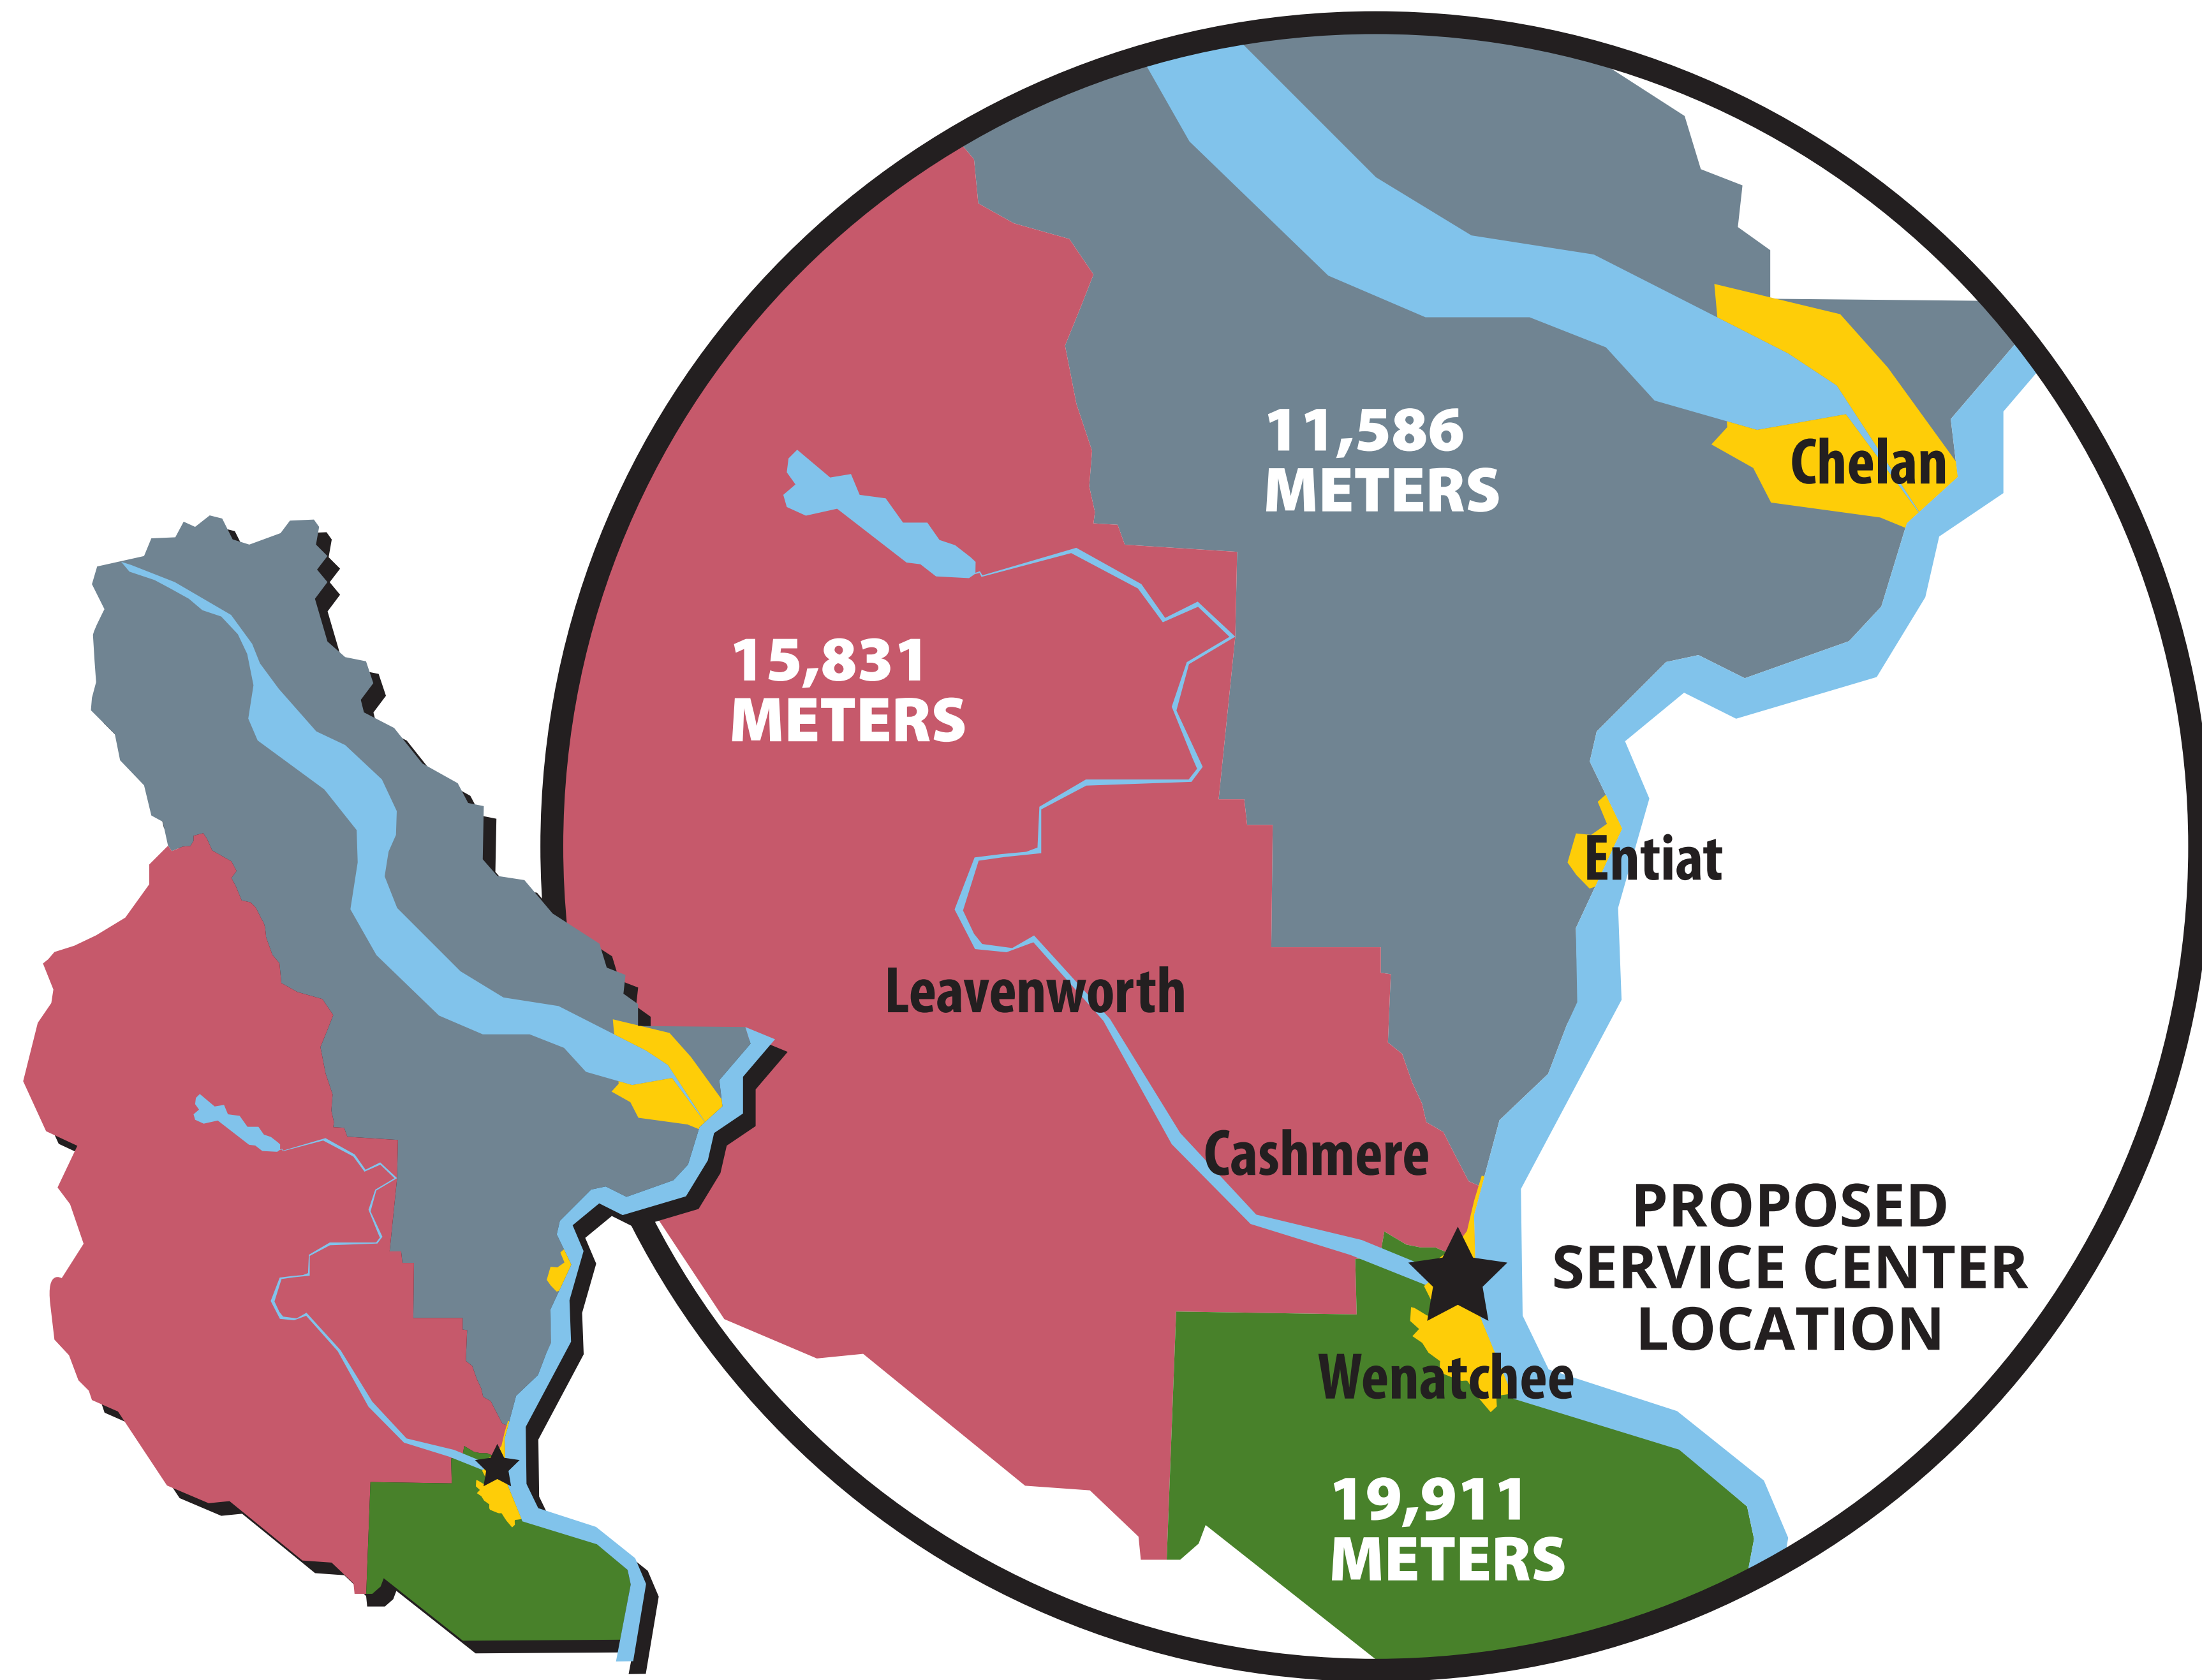 11,586
METERS
Chelan
15,831
METERS
Entiat
Leavenworth
Cashmere
PROPOSED
SERVICE CENTER
LOCATION
Wenatchee
19,911
METERS